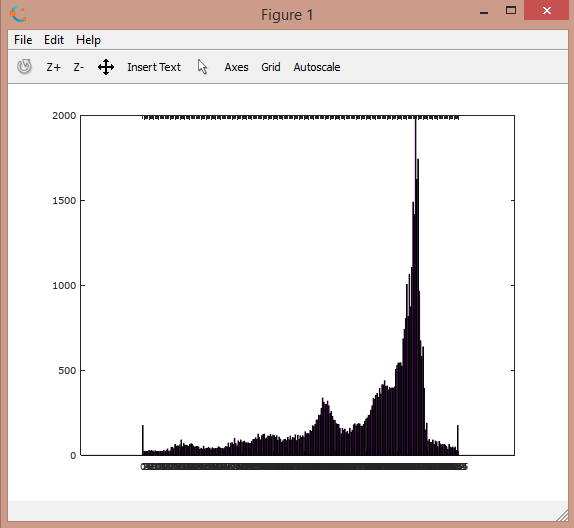 Figure 1
File Edit Help
Z+ Z- Insert Text Axes Grid Autoscale
2000
1500
1000
500
0